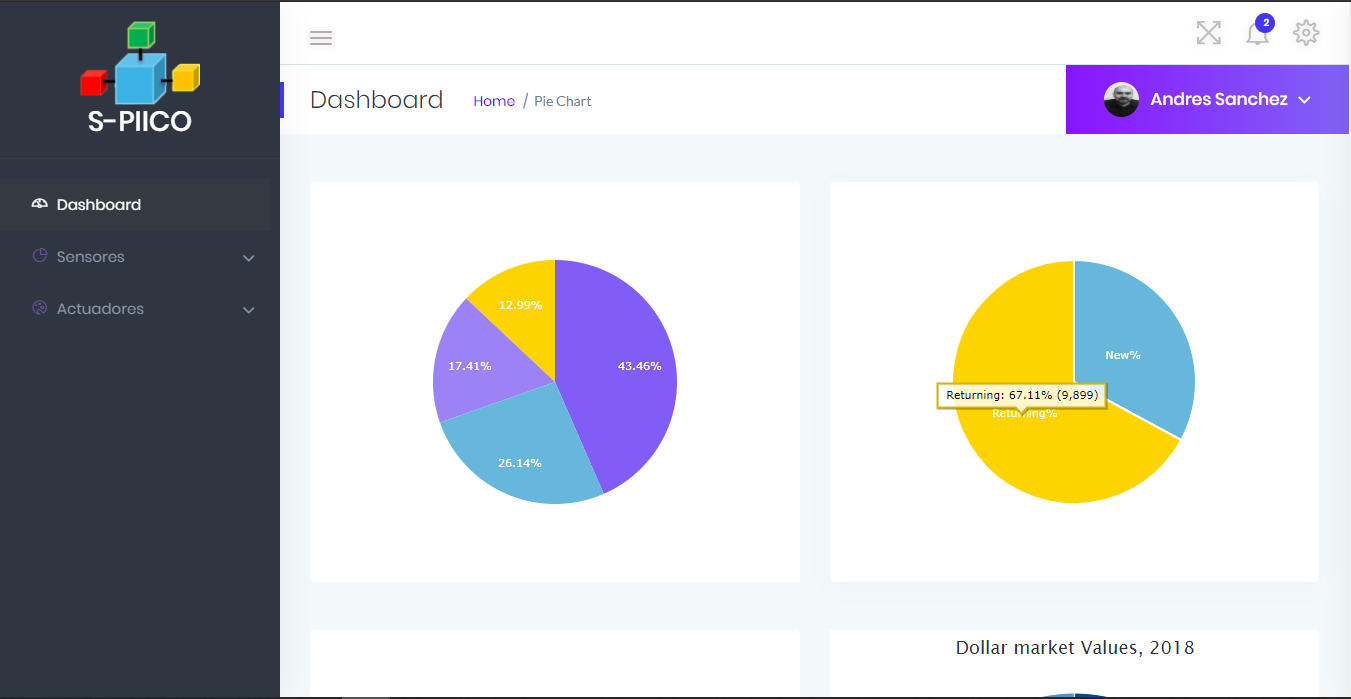 S-PIICO
Dashboard
Sensores
Actuadores
2
Dashboard
Home / Pie Chart
Andres Sanchez
12.99%
17.41%
43.46%
26.14%
New%
Returning: 67.11% (9,899)
Returning%
Dollar market Values, 2018